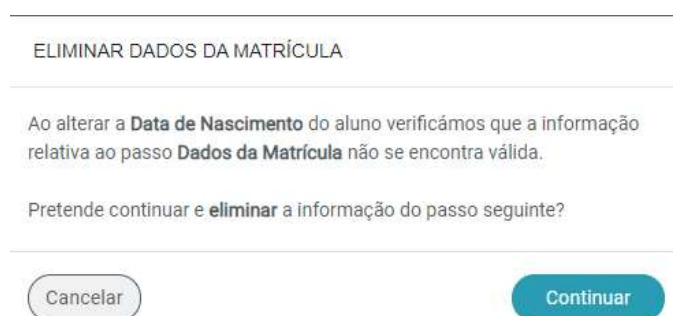 ELIMINAR DADOS DA MATRÍCULA
Ao alterar a Data de Nascimento do aluno verificámos que a informação
relativa ao passo Dados da Matrícula não se encontra válida.
Pretende continuar e eliminar a informação do passo seguinte?
Cancelar
Continuar